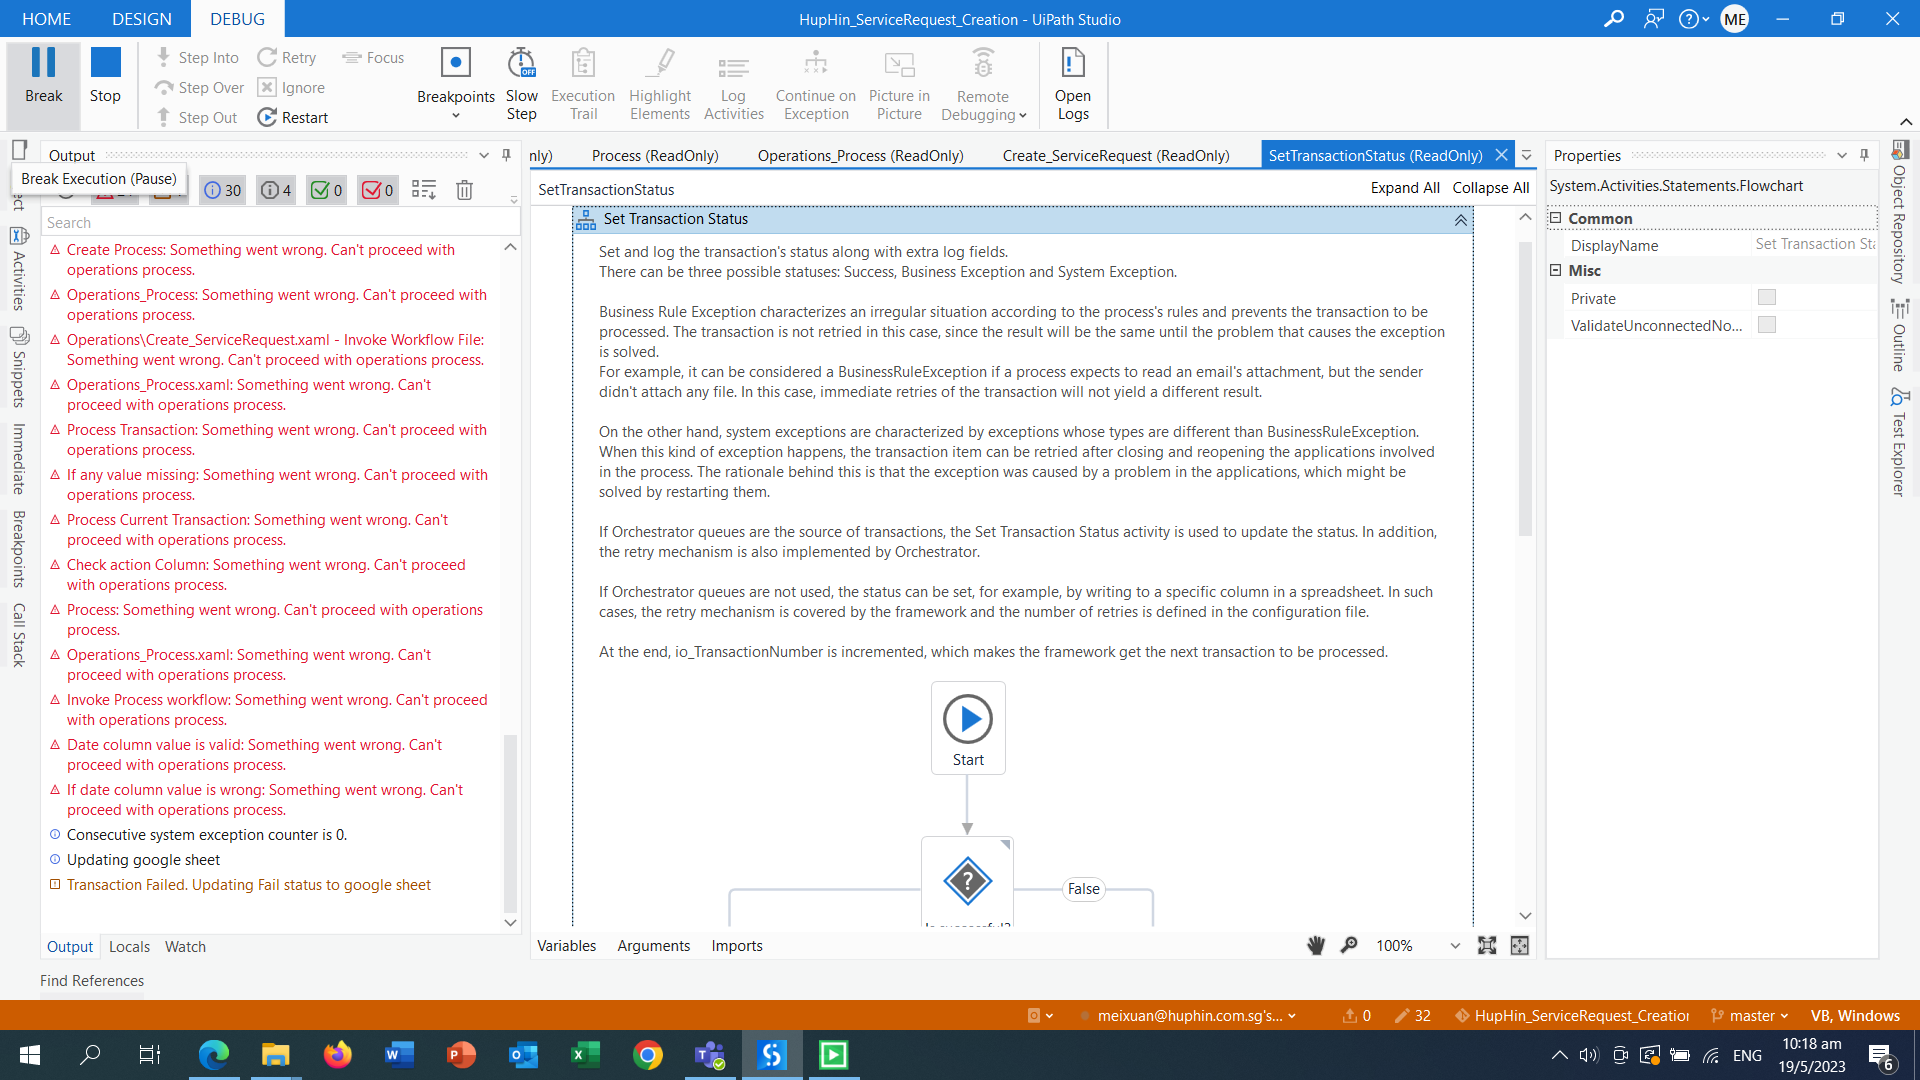 HOME
DESIGN
DEBUG
HupHin_ServiceRequest_Creation - UiPath Studio
ME
Break
Stop
Step Into
Step Over
Step Out
Retry
Ignore
Restart
Focus
Breakpoints
Slow
Step
OFF
Execution
Trail
Highlight
Elements
Log
Activities
Continue on
Exception
Picture in
Picture
Remote
Debugging
Open
Logs
Output
Break Execution (Pause)
30
4
0
0
Search
Create Process: Something went wrong. Can't proceed with
operations process.
Operations_Process: Something went wrong. Can't proceed with
operations process.
Operations\Create_ServiceRequest.xaml - Invoke Workflow File:
Something went wrong. Can't proceed with operations process.
Operations_Process.xaml: Something went wrong. Can't
proceed with operations process.
Process Transaction: Something went wrong. Can't proceed with
operations process.
If any value missing: Something went wrong. Can't proceed with
operations process.
Process Current Transaction: Something went wrong. Can't
proceed with operations process.
Check action Column: Something went wrong. Can't proceed
with operations process.
Process: Something went wrong. Can't proceed with operations
process.
Operations_Process.xaml: Something went wrong. Can't
proceed with operations process.
Invoke Process workflow: Something went wrong. Can't proceed
with operations process.
Date column value is valid: Something went wrong. Can't
proceed with operations process.
If date column value is wrong: Something went wrong. Can't
proceed with operations process.
Consecutive system exception counter is 0.
Updating google sheet
Transaction Failed. Updating Fail status to google sheet
Output
Locals
Watch
Find References
Activities
Snippets
Immediate
Breakpoints
Call Stack
nly)
Process (ReadOnly)
Operations_Process (ReadOnly)
Create_ServiceRequest (ReadOnly)
SetTransactionStatus (ReadOnly)
SetTransactionStatus
Expand All
Collapse All
Set Transaction Status
Set and log the transaction's status along with extra log fields.
There can be three possible statuses: Success, Business Exception and System Exception.
Business Rule Exception characterizes an irregular situation according to the process's rules and prevents the transaction to be
processed. The transaction is not retried in this case, since the result will be the same until the problem that causes the exception
is solved.
For example, it can be considered a BusinessRuleException if a process expects to read an email's attachment, but the sender
didn't attach any file. In this case, immediate retries of the transaction will not yield a different result.
On the other hand, system exceptions are characterized by exceptions whose types are different than BusinessRuleException.
When this kind of exception happens, the transaction item can be retried after closing and reopening the applications involved
in the process. The rationale behind this is that the exception was caused by a problem in the applications, which might be
solved by restarting them.
If Orchestrator queues are the source of transactions, the Set Transaction Status activity is used to update the status. In addition,
the retry mechanism is also implemented by Orchestrator.
If Orchestrator queues are not used, the status can be set, for example, by writing to a specific column in a spreadsheet. In such
cases, the retry mechanism is covered by the framework and the number of retries is defined in the configuration file.
At the end, io_TransactionNumber is incremented, which makes the framework get the next transaction to be processed.
Start
False
Variables
Arguments
Imports
100%
Properties
System.Activities.Statements.Flowchart
Common
DisplayName
Set Transaction Sta
Misc
Private
ValidateUnconnectedNo...
Object Repository
Outline
Test Explorer
meixuan@huphin.com.sg's...
0
32
HupHin_ServiceRequest_Creation
master
VB, Windows
ENG
10:18 am
19/5/2023
6